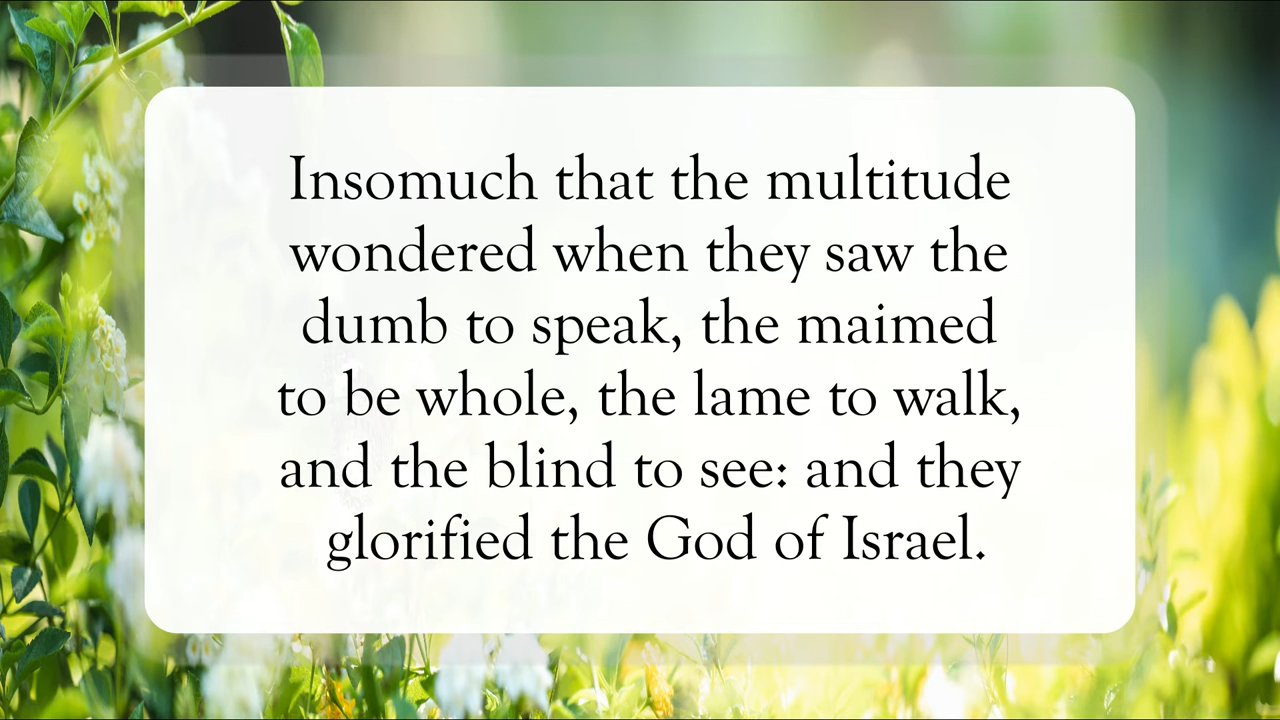 Insomuch that the multitude
wondered when they saw the
dumb to speak, the maimed
to be whole, the lame to walk,
and the blind to see: and they
glorified the God of Israel.